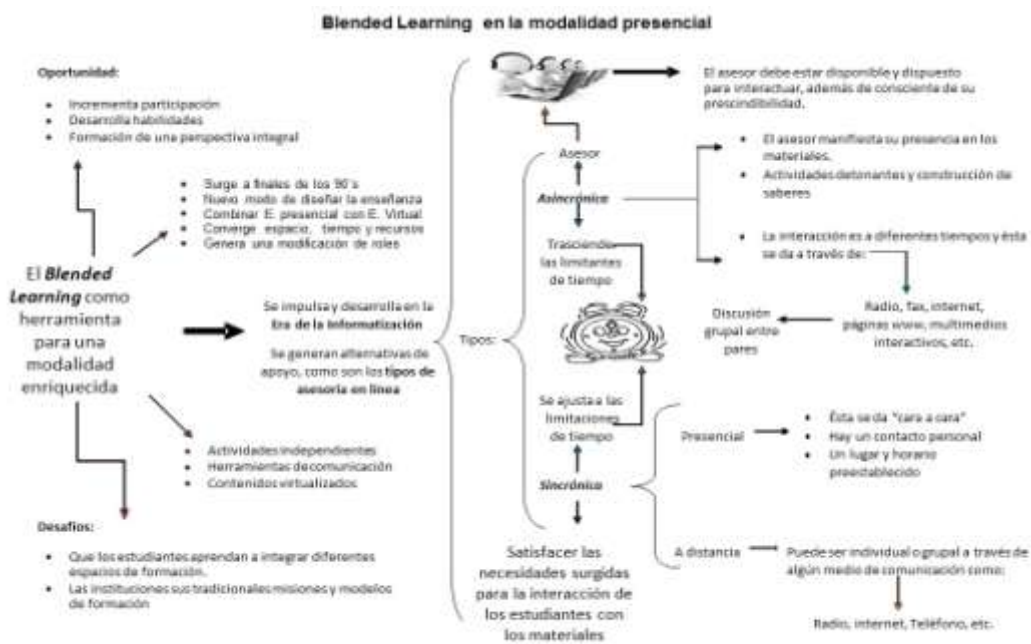 Blended Learning en la modalidad presencial
Oportunidad:
• Incrementa participación
• Desarrolla habilidades
• Formación de una perspectiva integral
• Surge a finales de los 90´s
• Nuevo modo de diseñar la enseñanza
• Combinar E. presencial con E. Virtual
• Converge espacio, tiempo y recursos
• Genera una modificación de roles
El Blended
Learning como
herramienta
para una
modalidad
enriquecida
Se impulsa y desarrolla en la
Era de la Informatización
Se generan alternativas de
apoyo, como son los tipos de
asesoría en línea
• Actividades independientes
• Herramientas de comunicación
• Contenidos virtualizados
Desafíos:
• Que los estudiantes aprendan a integrar diferentes
espacios de formación.
• Las instituciones sus tradicionales misiones y modelos
de formación
Tipos:
El asesor debe estar disponible y dispuesto
para interactuar, además de consciente de su
prescindibilidad.
Asesor
Asincrónica
• El asesor manifiesta su presencia en los
materiales.
• Actividades detonantes y construcción de
saberes
• La interacción es a diferentes tiempos y ésta
se da a través de:
Trasciende
las limitantes
de tiempo
Radio, fax, internet,
páginas www, multimedios
interactivos, etc.
Discusión
grupal entre
pares
Se ajusta a las
limitaciones
de tiempo
Sincrónica
Presencial
• Ésta se da "cara a cara"
• Hay un contacto personal
• Un lugar y horario
preestablecido
Satisfacer las
necesidades surgidas
para la interacción de
los estudiantes con
los materiales
A distancia
Puede ser individual o grupal a través de
algún medio de comunicación como:
Radio, internet, Teléfono, etc.